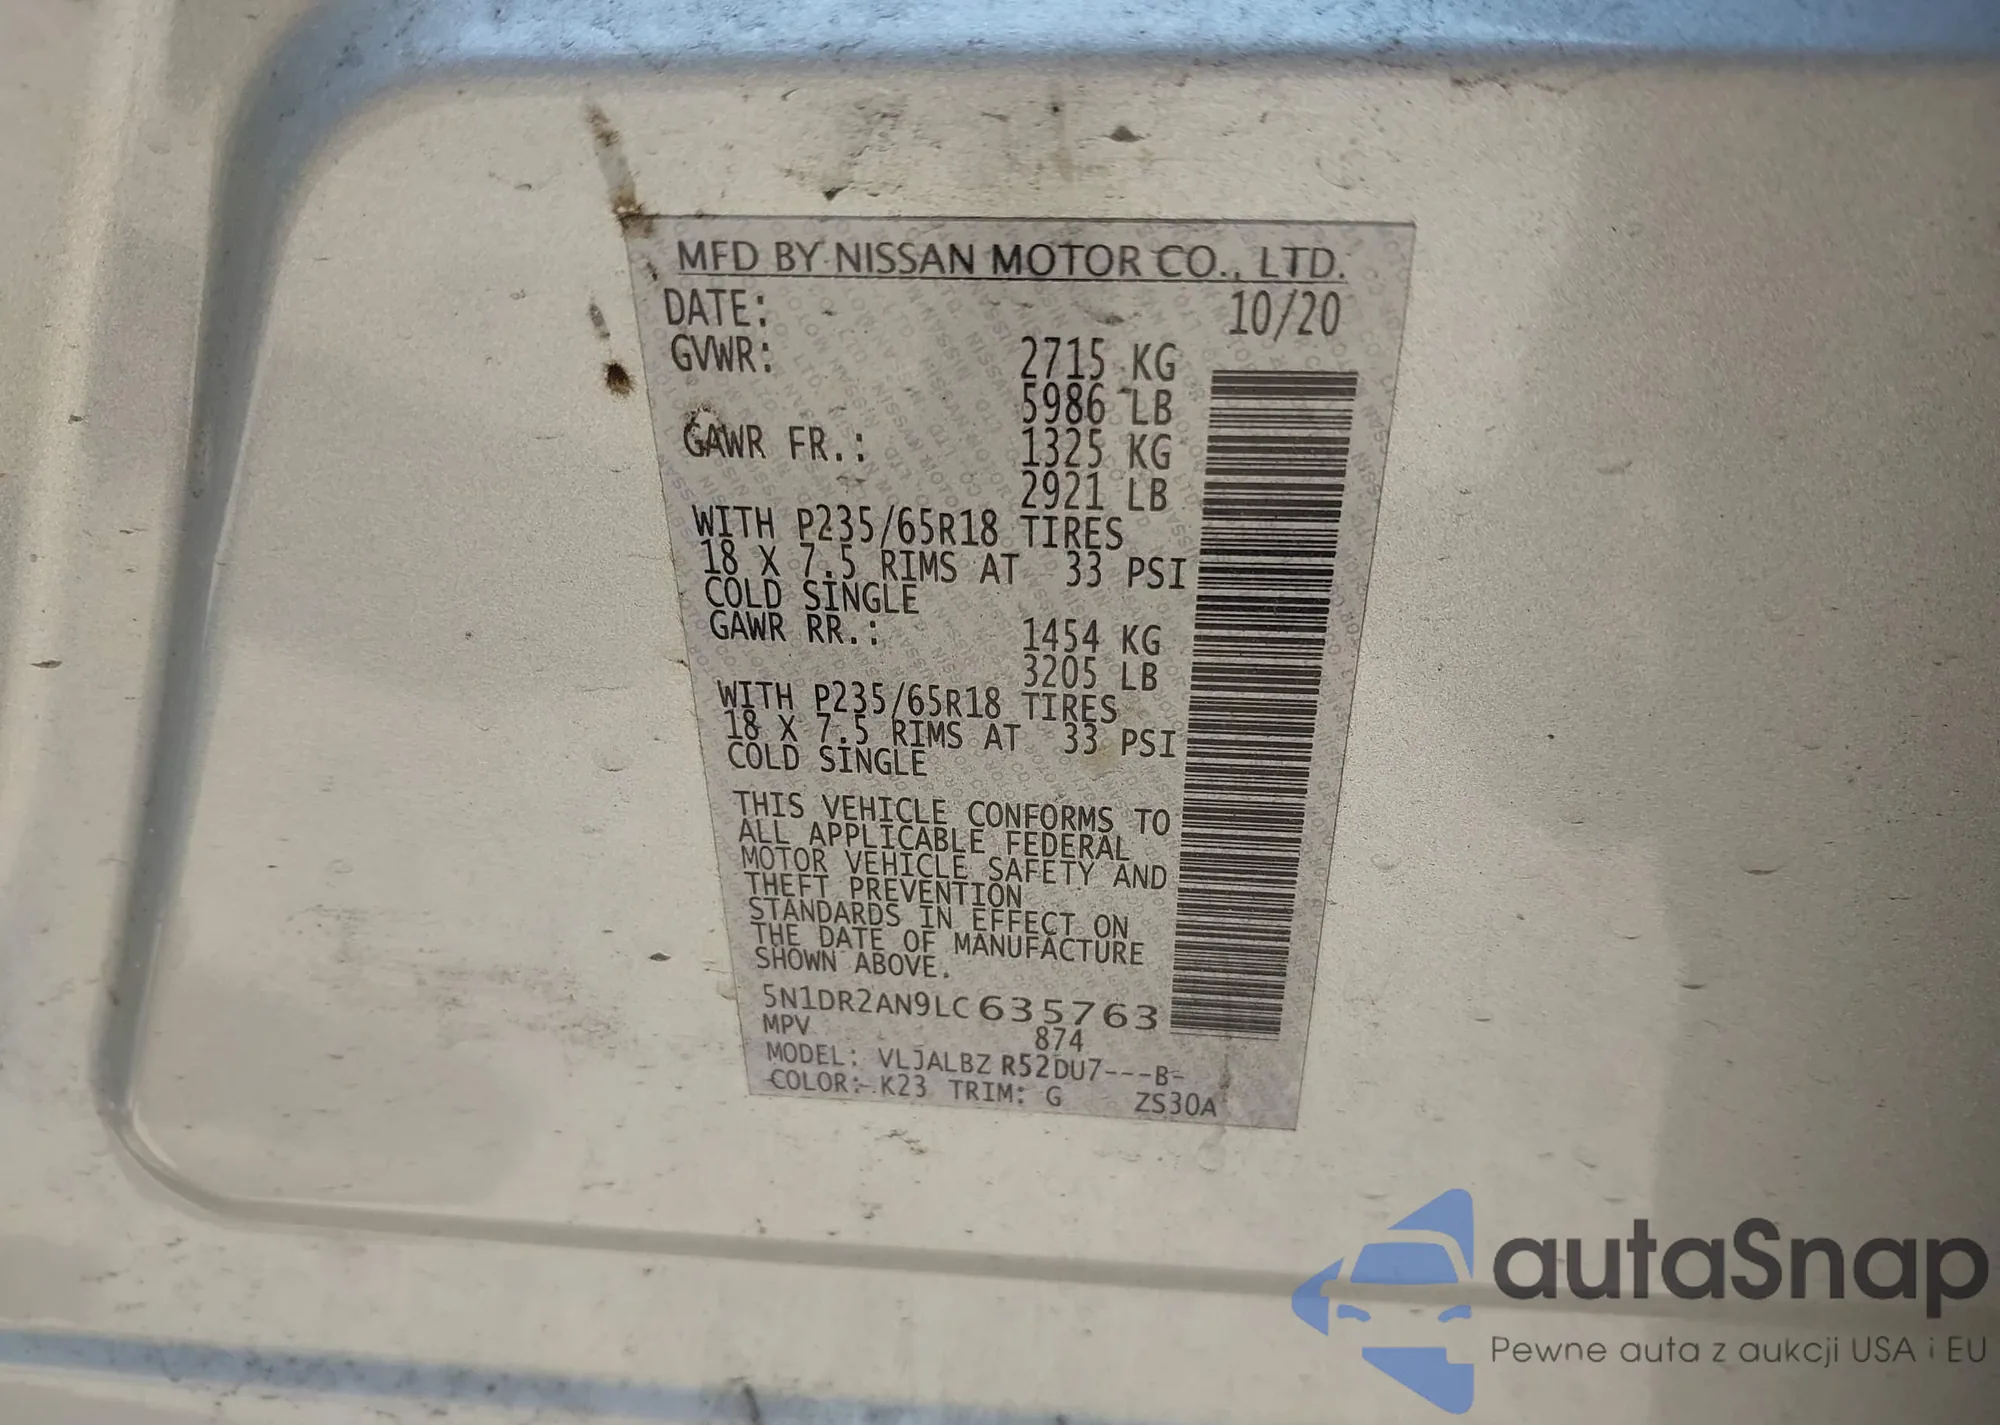 MFD BY NISSAN MOTOR CO., LTD.
DATE: 10/20
GVWR: 2715 KG
5986 LB
GAWR FR.: 1325 KG
2921 LB
WITH P235/65R18 TIRES
18 X 7.5 RIMS AT 33 PSI
COLD SINGLE
GAWR RR.: 1454 KG
3205 LB
WITH P235/65R18 TIRES
18 X 7.5 RIMS AT 33 PSI
COLD SINGLE
THIS VEHICLE CONFORMS TO
ALL APPLICABLE FEDERAL
MOTOR VEHICLE SAFETY AND
THEFT PREVENTION
STANDARDS IN EFFECT ON
THE DATE OF MANUFACTURE
SHOWN ABOVE.
5N1DR2AN9LC635763
MPV 874
MODEL: VLJALBZ R52DU7---B-
COLOR: K23 TRIM: G ZS30A
autaSnap
Pewne auta z aukcji USA i EU